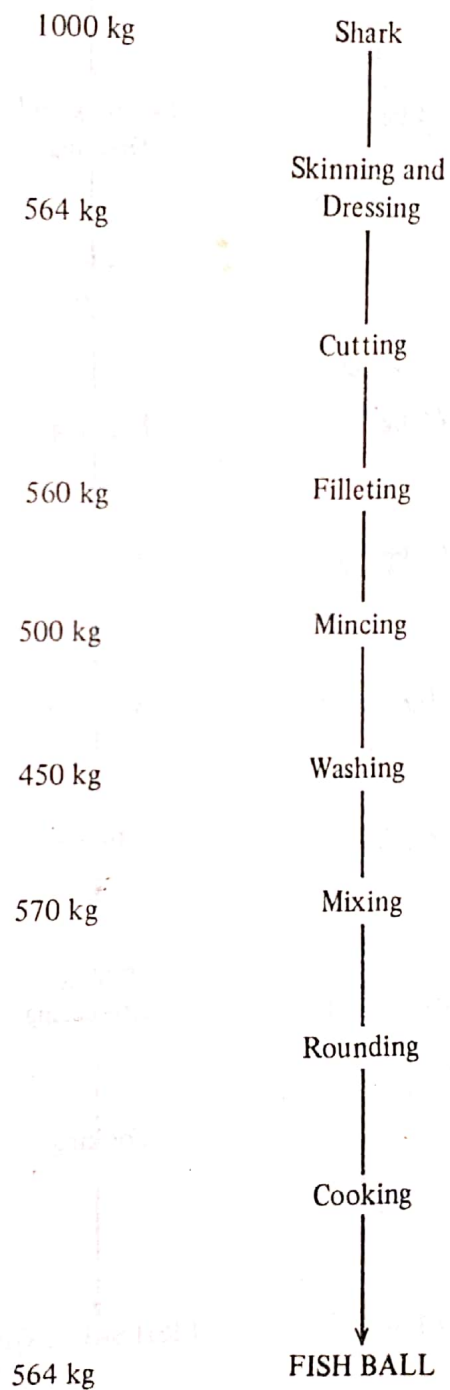 1000 kg Shark
Skinning and
564 kg Dressing
Cutting
560 kg Filleting
500 kg Mincing
450 kg Washing
570 kg Mixing
Rounding
Cooking
564 kg FISH BALL